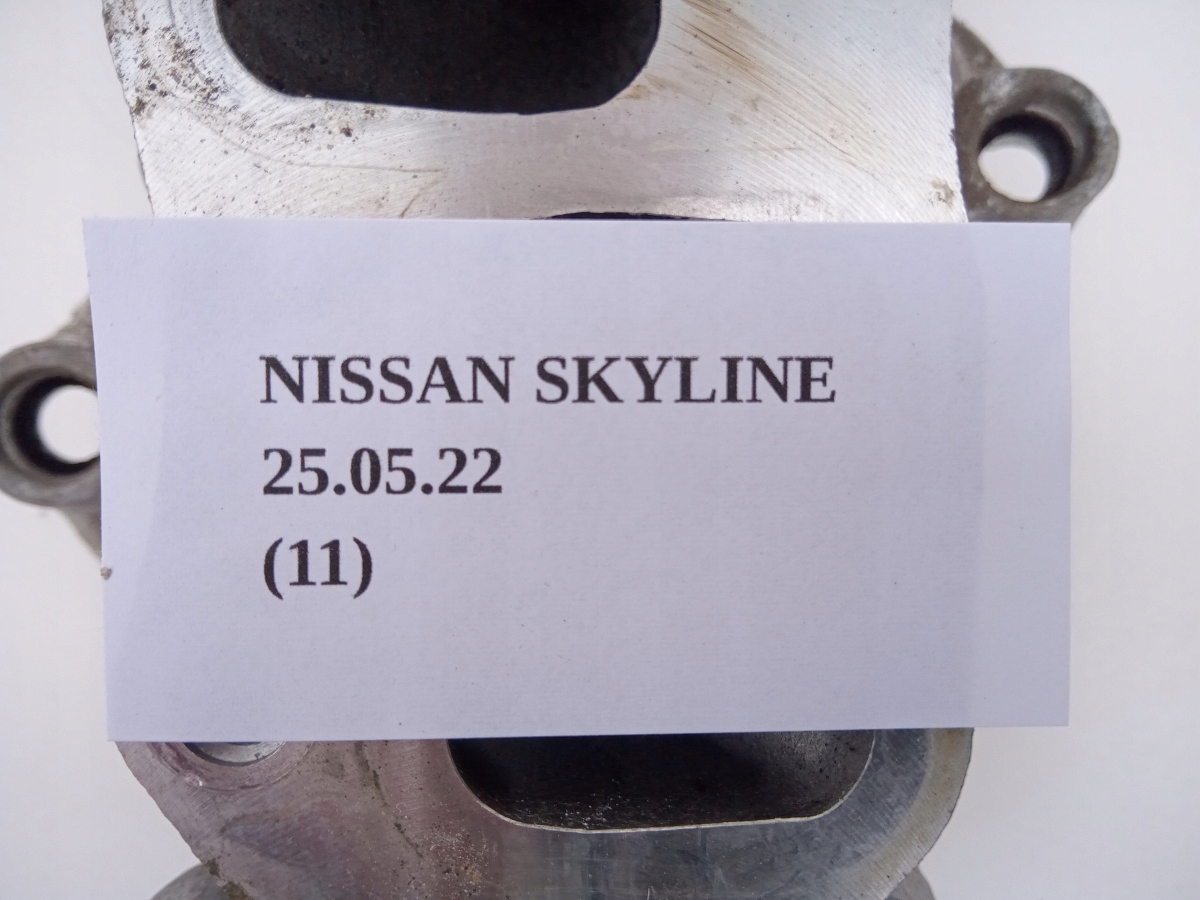 NISSAN SKYLINE
25.05.22
(11)